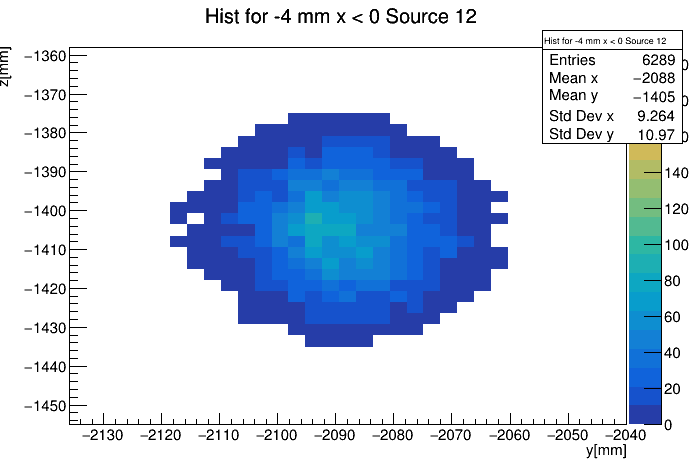 Hist for -4 mm x < 0 Source 12
Hist for -4 mm x < 0 Source 12
Entries 6289
Mean x −2088
Mean y −1405
Std Dev x 9.264
Std Dev y 10.97
z[mm]
−1360
−1370
−1380
−1390
−1400
−1410
−1420
−1430
−1440
−1450
0
0
0
140
120
100
80
60
40
20
0
−2130 −2120 −2110 −2100 −2090 −2080 −2070 −2060 −2050 −2040
y[mm]